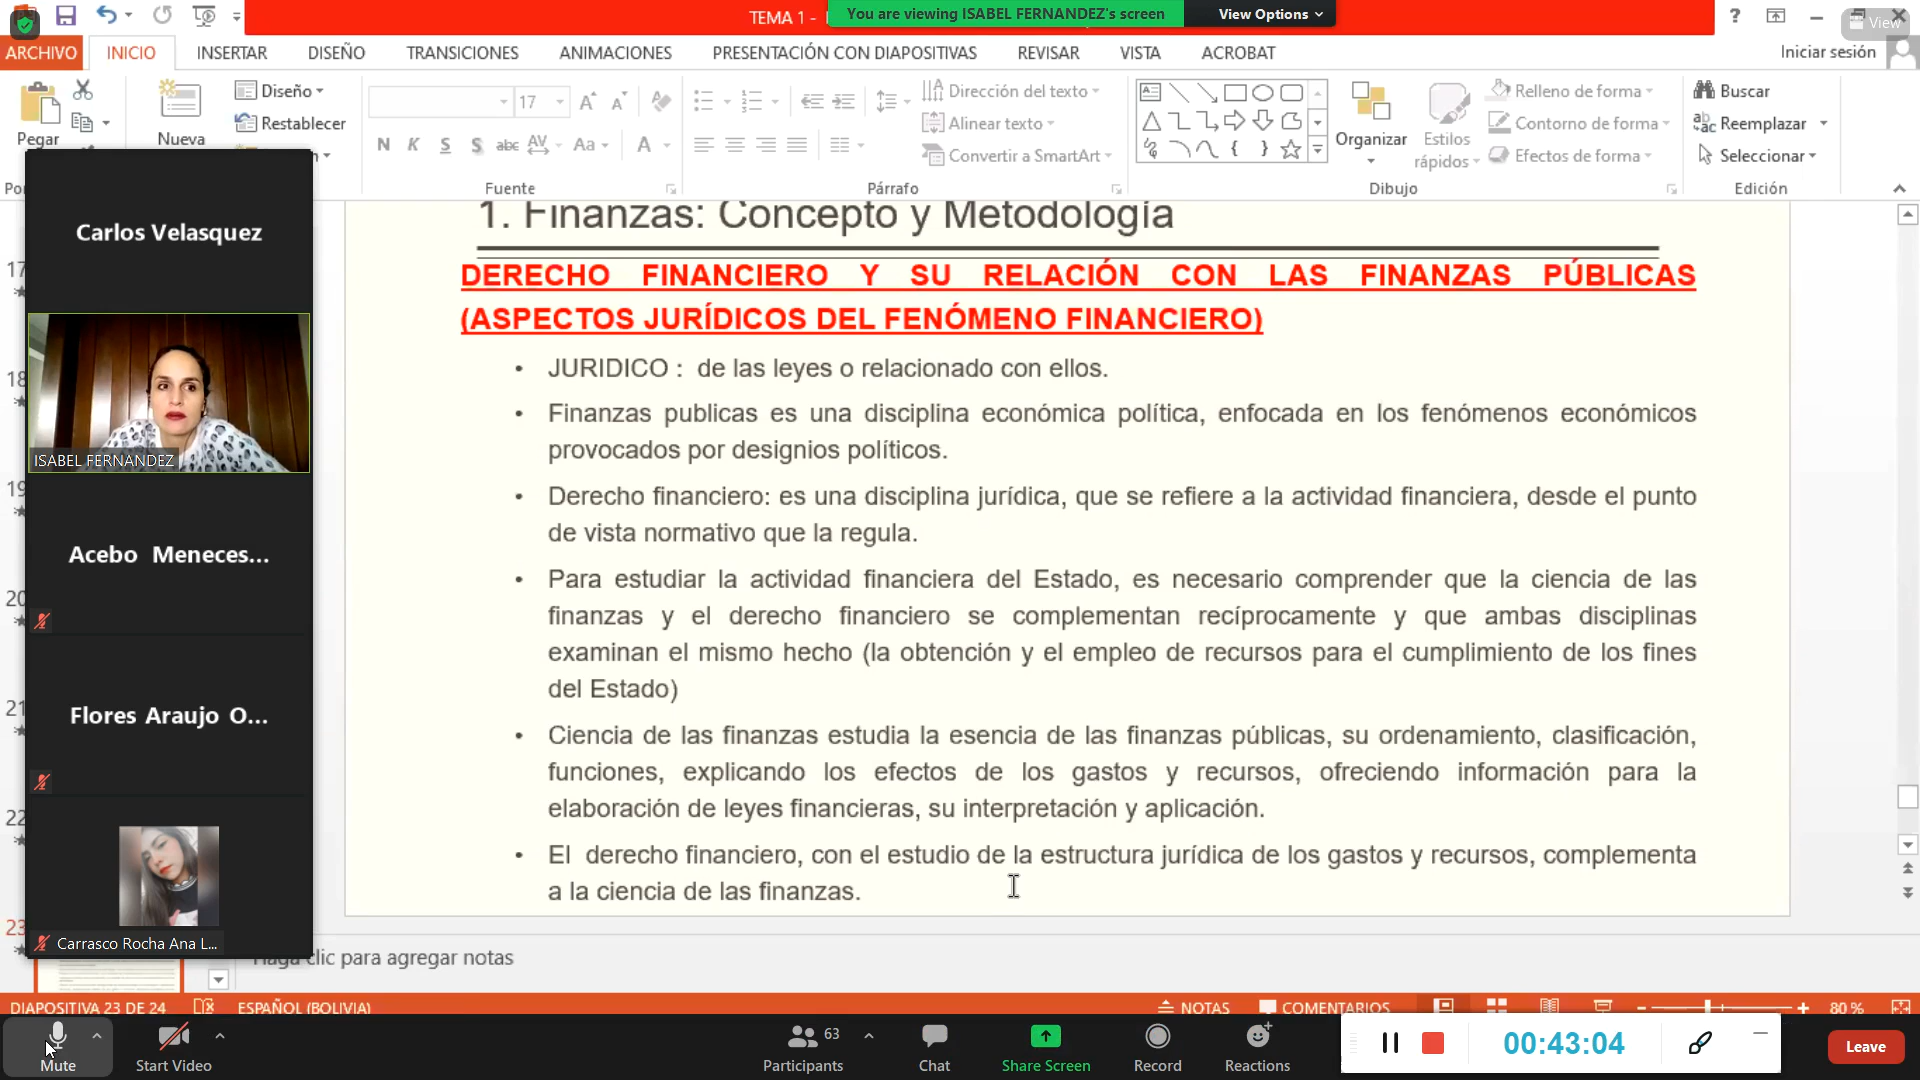 TEMA 1 -
You are viewing ISABEL FERNANDEZ's screen
View Options
View
ARCHIVO INICIO INSERTAR DISEÑO TRANSICIONES ANIMACIONES PRESENTACIÓN CON DIAPOSITIVAS REVISAR VISTA ACROBAT
Iniciar sesión
Pegar
Nueva
Diseño
Restablecer
17
N K S S abc AV Aa A
Fuente
Dirección del texto
Alinear texto
Convertir a SmartArt
Párrafo
Organizar
Estilos
rápidos
Relleno de forma
Contorno de forma
Efectos de forma
Dibujo
Buscar
Reemplazar
Seleccionar
Edición
Carlos Velasquez
ISABEL FERNANDEZ
Acebo Meneces...
Flores Araujo O...
Carrasco Rocha Ana L...
17
18
19
20
21
22
23
1. Finanzas: Concepto y Metodología
DERECHO FINANCIERO Y SU RELACIÓN CON LAS FINANZAS PÚBLICAS
(ASPECTOS JURÍDICOS DEL FENÓMENO FINANCIERO)
• JURIDICO : de las leyes o relacionado con ellos.
• Finanzas publicas es una disciplina económica política, enfocada en los fenómenos económicos
provocados por designios políticos.
• Derecho financiero: es una disciplina jurídica, que se refiere a la actividad financiera, desde el punto
de vista normativo que la regula.
• Para estudiar la actividad financiera del Estado, es necesario comprender que la ciencia de las
finanzas y el derecho financiero se complementan recíprocamente y que ambas disciplinas
examinan el mismo hecho (la obtención y el empleo de recursos para el cumplimiento de los fines
del Estado)
• Ciencia de las finanzas estudia la esencia de las finanzas públicas, su ordenamiento, clasificación,
funciones, explicando los efectos de los gastos y recursos, ofreciendo información para la
elaboración de leyes financieras, su interpretación y aplicación.
• El derecho financiero, con el estudio de la estructura jurídica de los gastos y recursos, complementa
a la ciencia de las finanzas.
Haga clic para agregar notas
DIAPOSITIVA 23 DE 24 ESPAÑOL (BOLIVIA) NOTAS COMENTARIOS 80 %
Mute
Start Video
Participants
63
Chat
Share Screen
Record
Reactions
00:43:04
Leave